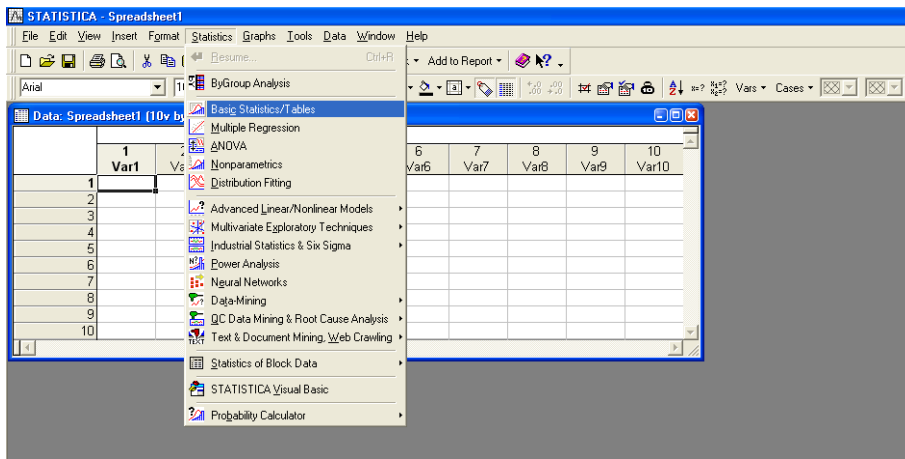 STATISTICA - Spreadsheet1
File Edit View Insert Format Statistics Graphs Tools Data Window Help
Resume... Ctrl+R
Add to Report
Arial
ByGroup Analysis
Vars Cases
Data: Spreadsheet1 (10v by
Basic Statistics/Tables
Multiple Regression
ANOVA
Nonparametrics
Distribution Fitting
Advanced Linear/Nonlinear Models
Multivariate Exploratory Techniques
Industrial Statistics & Six Sigma
Power Analysis
Neural Networks
Data-Mining
QC Data Mining & Root Cause Analysis
Text & Document Mining, Web Crawling
Statistics of Block Data
STATISTICA Visual Basic
Probability Calculator
1 6 7 8 9 10
Var1 Var6 Var7 Var8 Var9 Var10
1
2
3
4
5
6
7
8
9
10